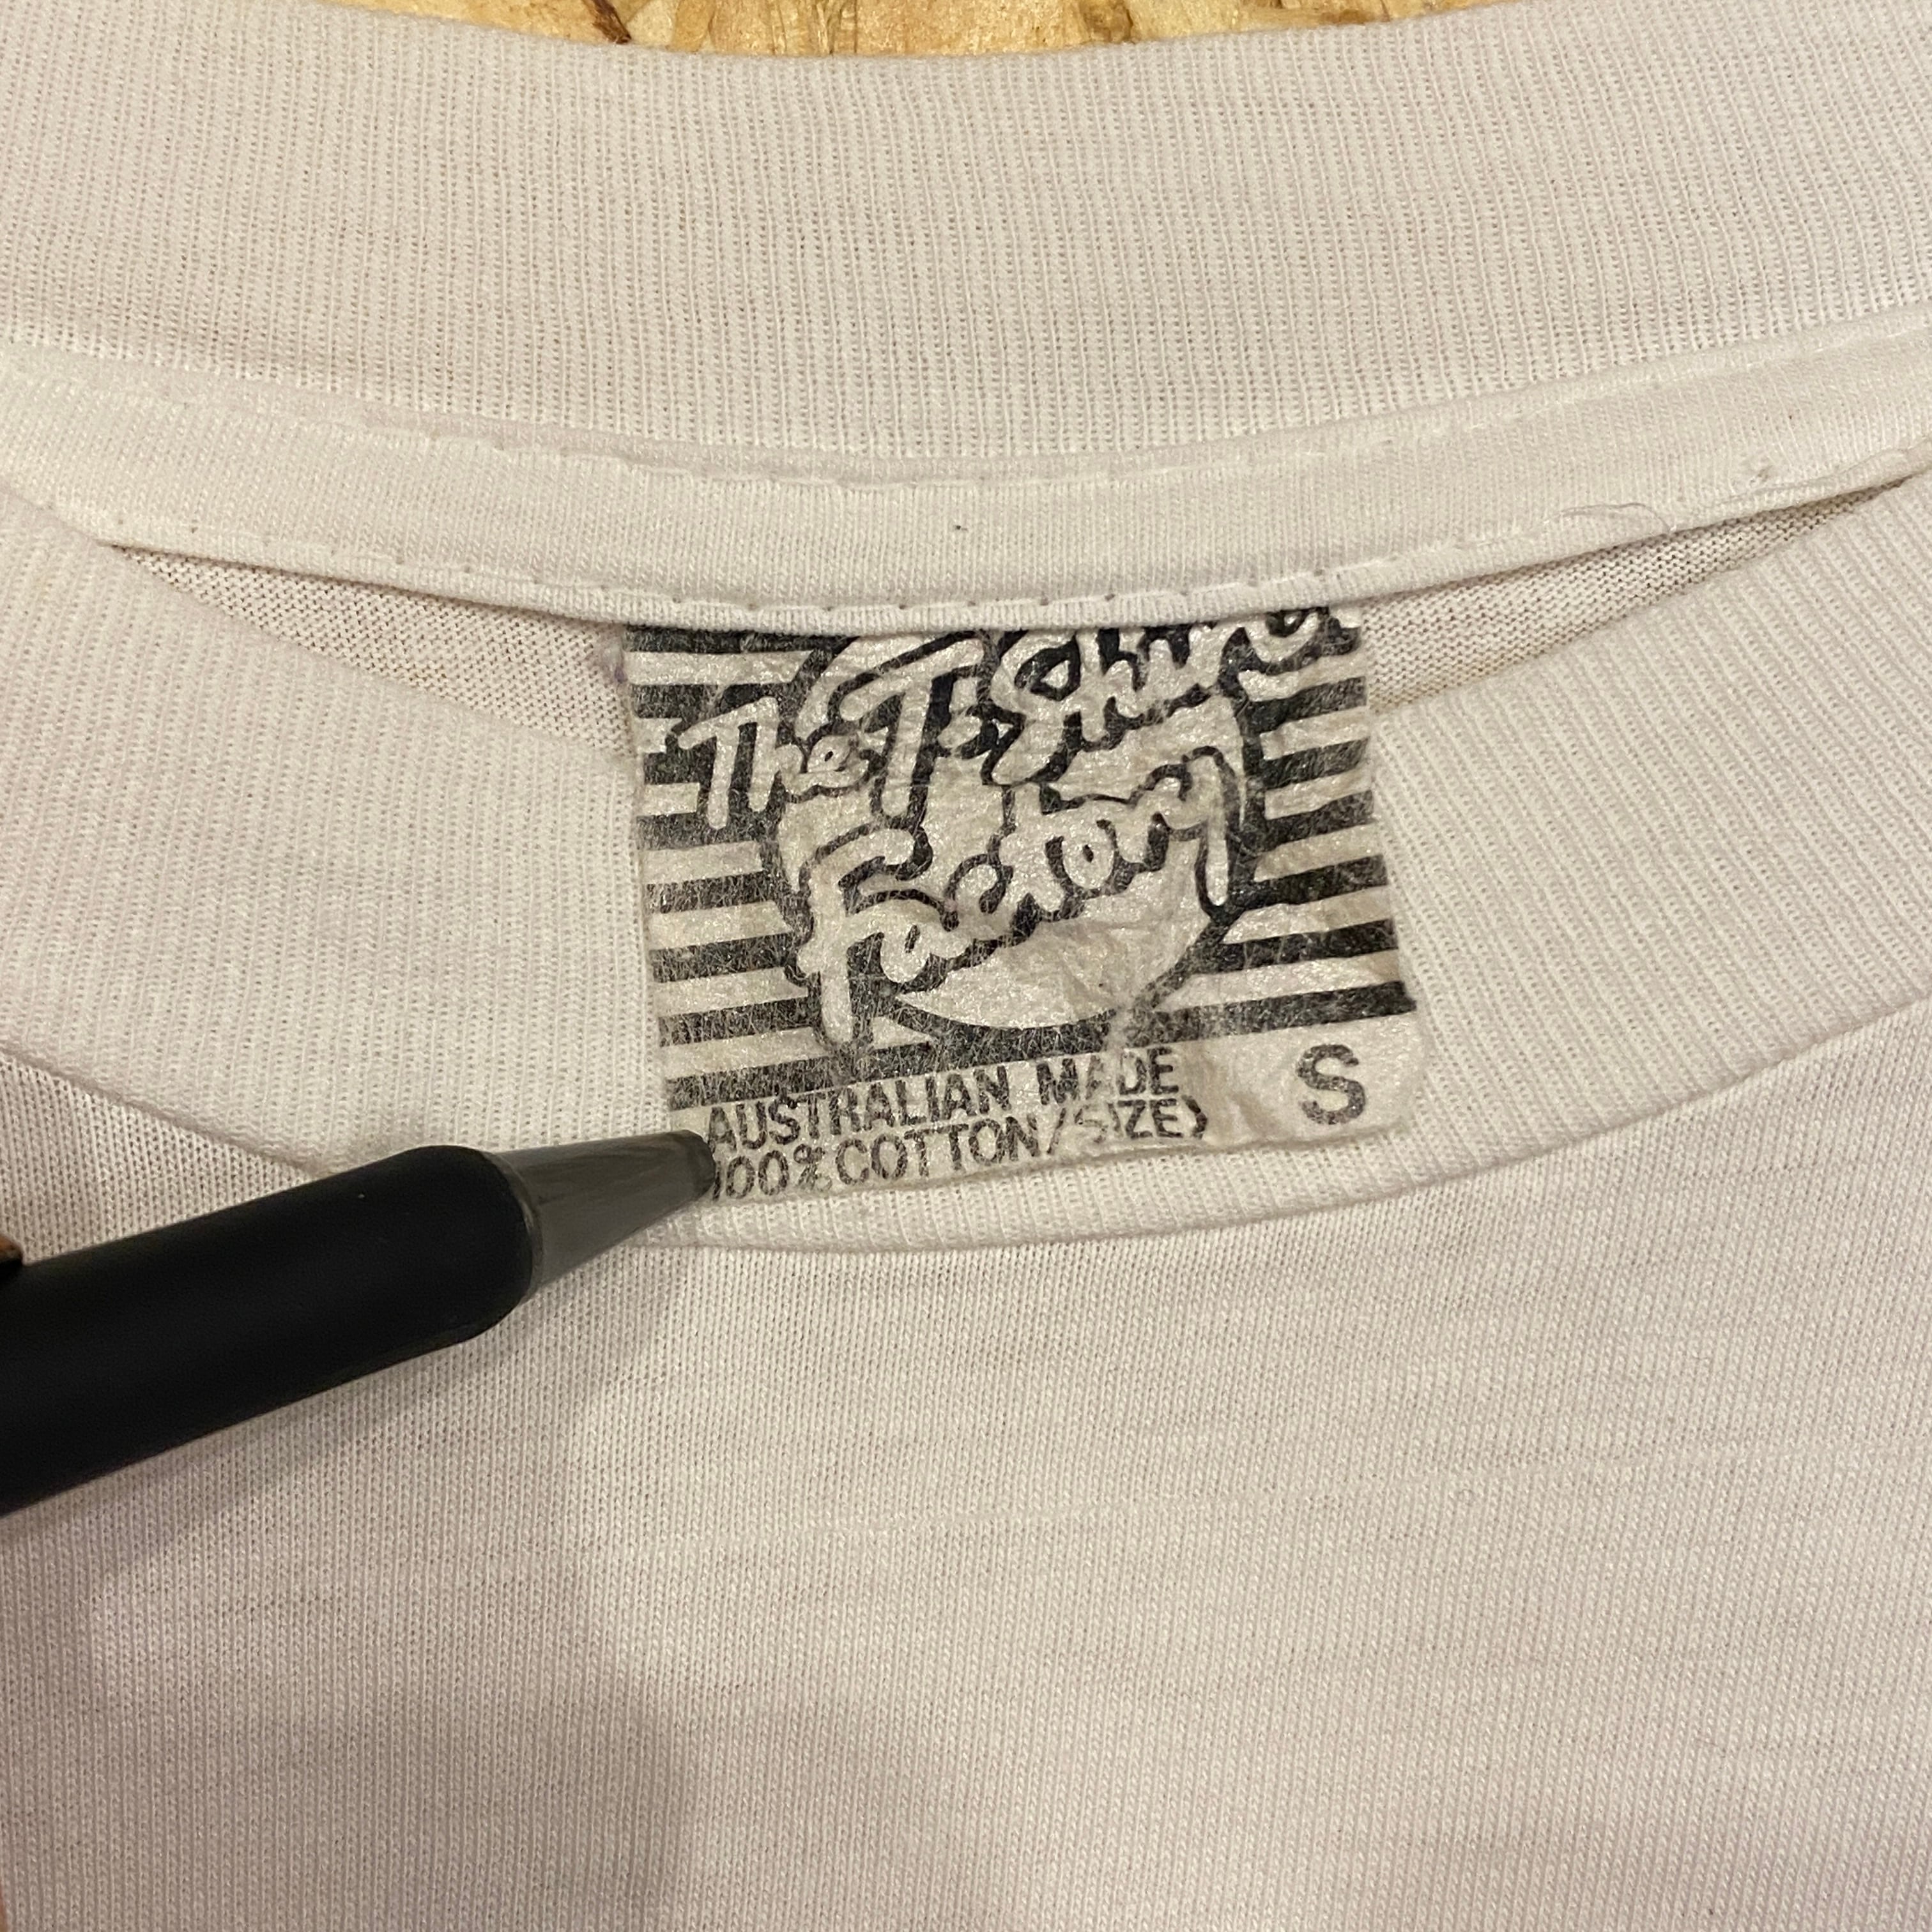 The T-Shirt
Factory
AUSTRALIAN MADE
100% COTTON/SIZE>
S